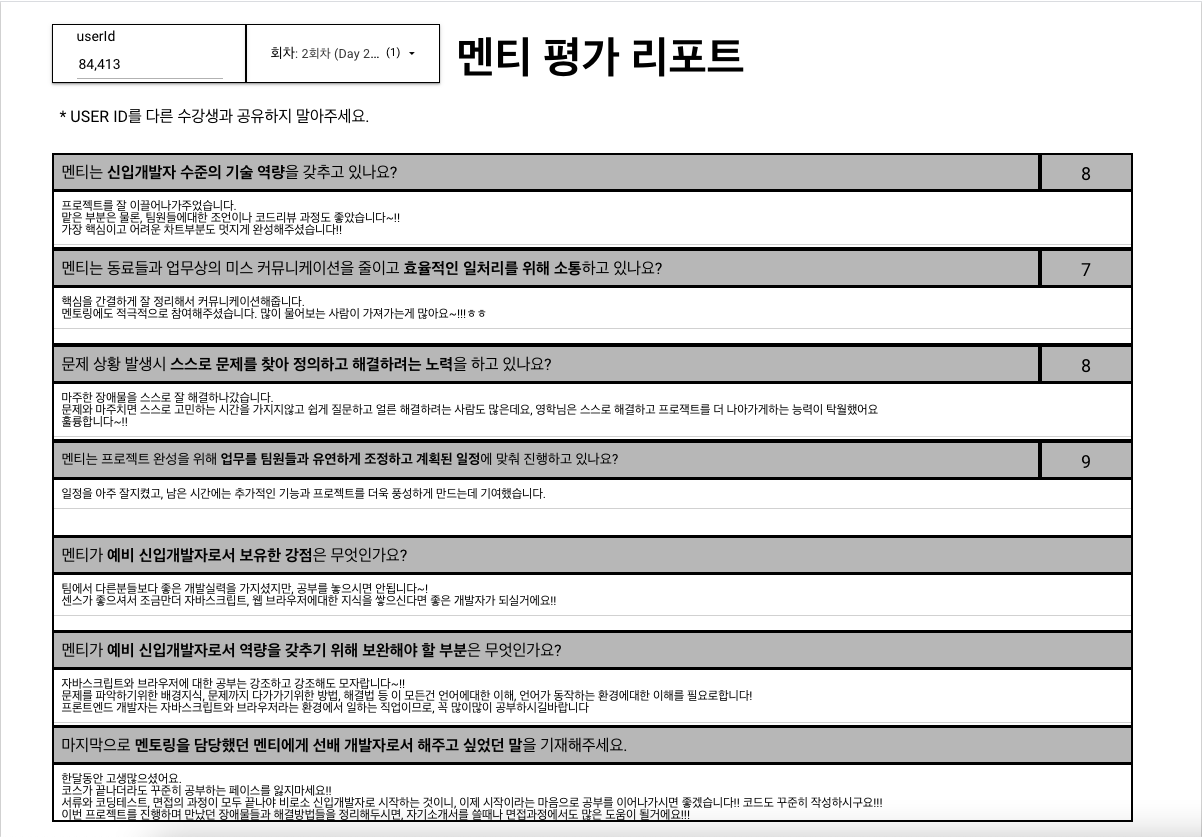 userId
84,413
회차: 2회차 (Day 2... (1)
멘티 평가 리포트
* USER ID를 다른 수강생과 공유하지 말아주세요.
멘티는 신입개발자 수준의 기술 역량을 갖추고 있나요? 8
프로젝트를 잘 이끌어나가주었습니다.
맡은 부분은 물론, 팀원들에대한 조언이나 코드리뷰 과정도 좋았습니다~!!
가장 핵심이고 어려운 차트부분도 멋지게 완성해주셨습니다!!
멘티는 동료들과 업무상의 미스 커뮤니케이션을 줄이고 효율적인 일처리를 위해 소통하고 있나요? 7
핵심을 간결하게 잘 정리해서 커뮤니케이션해줍니다.
멘토링에도 적극적으로 참여해주셨습니다. 많이 물어보는 사람이 가져가는게 많아요~!!!ㅎㅎ
문제 상황 발생시 스스로 문제를 찾아 정의하고 해결하려는 노력을 하고 있나요? 8
마주한 장애물을 스스로 잘 해결하나갔습니다.
문제와 마주치면 스스로 고민하는 시간을 가지지않고 쉽게 질문하고 얼른 해결하려는 사람도 많은데요, 영학님은 스스로 해결하고 프로잭트를 더 나아가게하는 능력이 탁월했어요
훌륭합니다~!!
멘티는 프로젝트 완성을 위해 업무를 팀원들과 유연하게 조정하고 계획된 일정에 맞춰 진행하고 있나요? 9
일정을 아주 잘지켰고, 남은 시간에는 추가적인 기능과 프로젝트를 더욱 풍성하게 만드는데 기여했습니다.
멘티가 예비 신입개발자로서 보유한 강점은 무엇인가요?
팀에서 다른분들보다 좋은 개발실력을 가지셨지만, 공부를 놓으시면 안됩니다~!
센스가 좋으셔서 조금만더 자바스크립트, 웹 브라우저에대한 지식을 쌓으신다면 좋은 개발자가 되실거에요!!
멘티가 예비 신입개발자로서 역량을 갖추기 위해 보완해야 할 부분은 무엇인가요?
자바스크립트와 브라우저에 대한 공부는 강조하고 강조해도 모자랍니다~!!
문제를 파악하기위한 배경지식, 문제까지 다가가기위한 방법, 해결법 등 이 모든건 언어에대한 이해, 언어가 동작하는 환경에대한 이해를 필요로합니다!
프론트엔드 개발자는 자바스크립트와 브라우저라는 환경에서 일하는 직업이므로, 꼭 많이많이 공부하시길바랍니다
마지막으로 멘토링을 담당했던 멘티에게 선배 개발자로서 해주고 싶었던 말을 기재해주세요.
한달동안 고생많으셨어요.
코스가 끝나더라도 꾸준히 공부하는 페이스를 잃지마세요!!
서류와 코딩테스트, 면접의 과정이 모두 끝나야 비로소 신입개발자로 시작하는 것이니, 이제 시작이라는 마음으로 공부를 이어나가시면 좋겠습니다!! 코드도 꾸준히 작성하시구요!!!
이번 프로젝트를 진행하며 만났던 장애물들과 해결방법들을 정리해두시면, 자기소개서를 쓸때나 면접과정에서도 많은 도움이 될거에요!!!